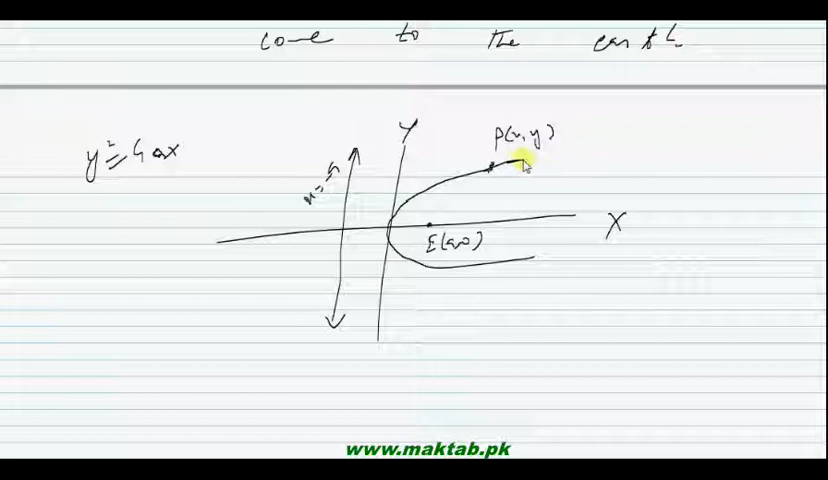 come to the earth
Y
P(x,y)
y² = 4ax
x=-a
X
E(a,0)
www.maktab.pk